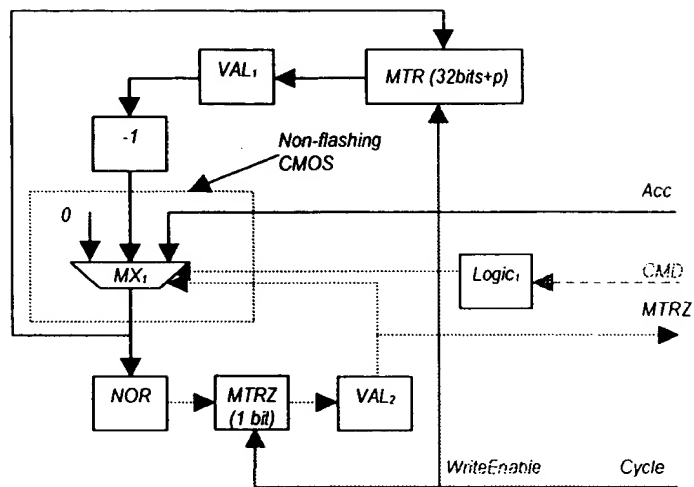 VAL₁
MTR (32bits+p)
-1
Non-flashing
CMOS
Acc
0
MX₁
Logic₁
CMD
MTRZ
NOR
MTRZ
(1 bit)
VAL₂
WriteEnable
Cycle